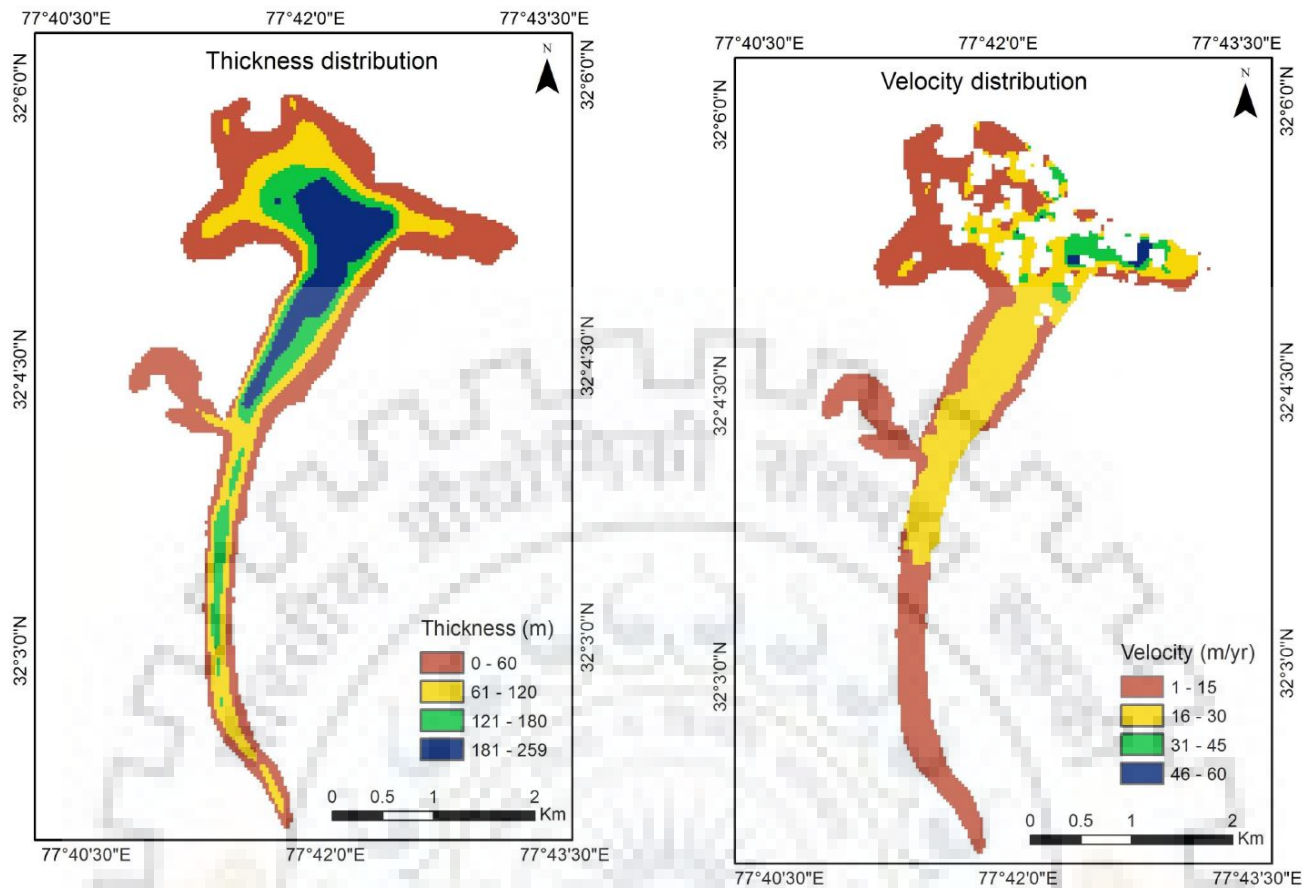 77°40'30"E 77°42'0"E 77°43'30"E
Thickness distribution
N
32°6'0"N
32°6'0"N
32°4'30"N
32°4'30"N
32°3'0"N
32°3'0"N
Thickness (m)
0 - 60
61 - 120
121 - 180
181 - 259
0 0.5 1 2
Km
77°40'30"E 77°42'0"E 77°43'30"E
77°40'30"E 77°42'0"E 77°43'30"E
Velocity distribution
N
32°6'0"N
32°6'0"N
32°4'30"N
32°4'30"N
32°3'0"N
32°3'0"N
Velocity (m/yr)
1 - 15
16 - 30
31 - 45
46 - 60
0 0.5 1 2
Km
77°40'30"E 77°42'0"E 77°43'30"E